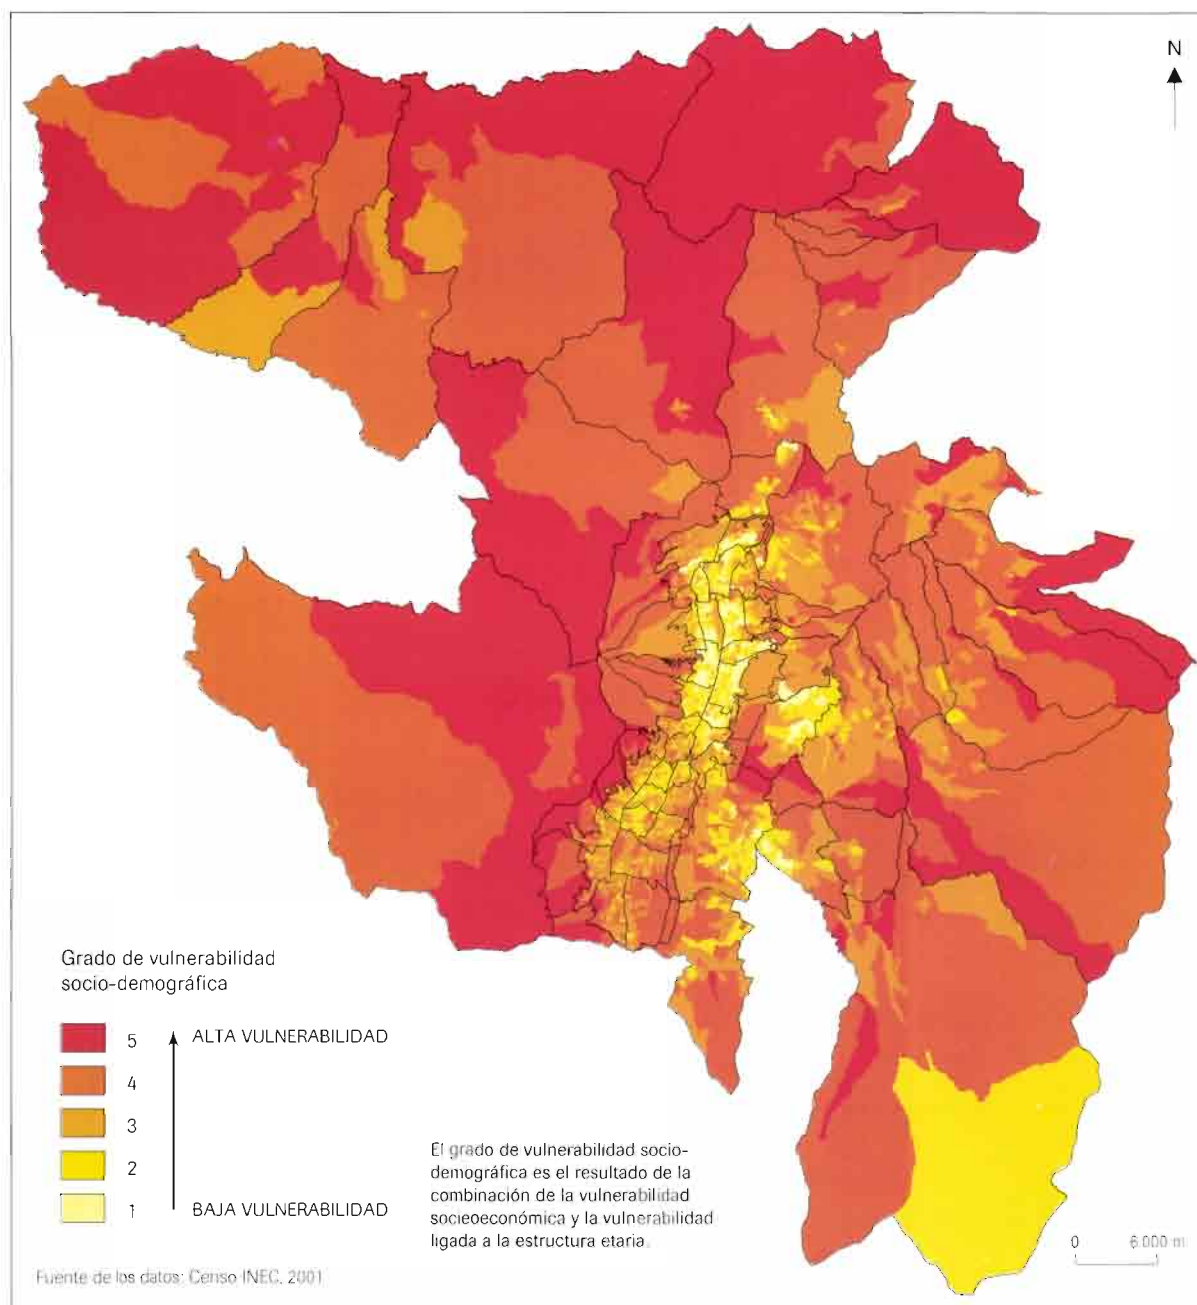 N
Grado de vulnerabilidad
socio-demográfica
5 ALTA VULNERABILIDAD
4
3
2
1 BAJA VULNERABILIDAD
El grado de vulnerabilidad socio-
demográfica es el resultado de la
combinación de la vulnerabilidad
socieoeconómica y la vulnerabilidad
ligada a la estructura etaria.
0 6.000 m
Fuente de los datos: Censo INEC, 2001